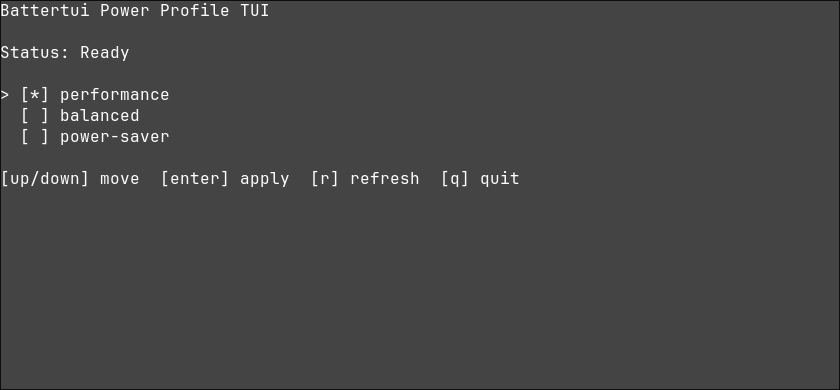 Battertui Power Profile TUI
Status: Ready
> [*] performance
  [ ] balanced
  [ ] power-saver
[up/down] move  [enter] apply  [r] refresh  [q] quit